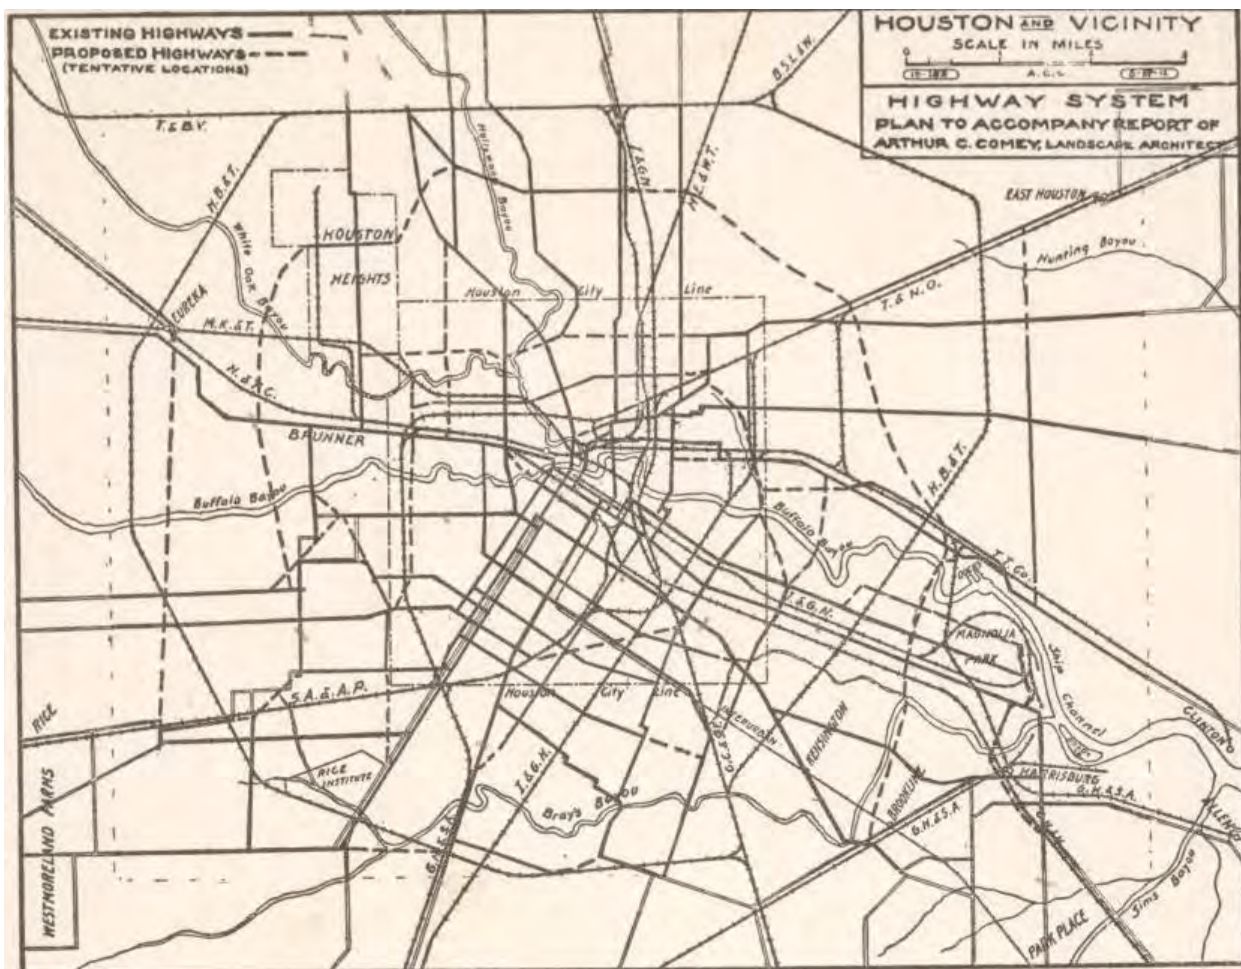 EXISTING HIGHWAYS
PROPOSED HIGHWAYS
(TENTATIVE LOCATIONS)
HOUSTON AND VICINITY
SCALE IN MILES
A.C.C.
HIGHWAY SYSTEM
PLAN TO ACCOMPANY REPORT OF
ARTHUR C. COMEY, LANDSCAPE ARCHITECT
B.S.L.& W.
T. & B.V.
H.B.& T.
I. & G.N.
H.E.& W.T.
EAST HOUSTON
Bayou
White Oak Bayou
HOUSTON
HEIGHTS
Hunting Bayou
Houston City Line
T. & N.O.
EUREKA
M.K.& T.
H. & T.C.
BRUNNER
H.B.& T.
Buffalo Bayou
Buffalo Bayou
T.T. Co.
I. & G.N.
MAGNOLIA
PARK
Ship Channel
S.A. & A.P.
Houston City Line
RICE
INTERURBAN
KENSINGTON
CLINTON
RICE
INSTITUTE
I. & G.N.
Bray's Bayou
BROOKLINE
HARRISBURG
G.H.& S.A.
G.H.& S.A.
WESTMORELAND FARMS
Sims Bayou
PARK PLACE